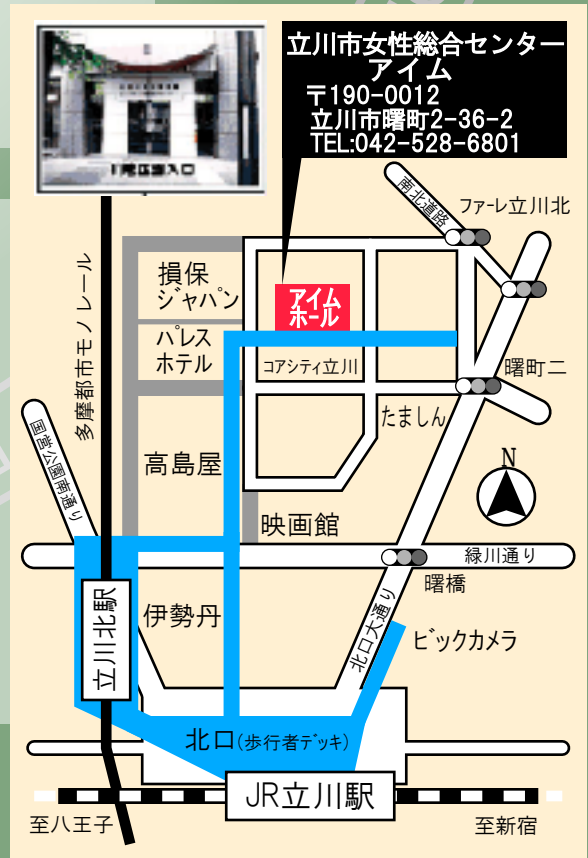 立川市女性総合センター
アイム
〒190-0012
立川市曙町2-36-2
TEL:042-528-6801
南北道路
ファーレ立川北
多摩都市モノレール
損保
ジャパン
アイム
ホール
パレス
ホテル
コアシティ立川
曙町二
たましん
国営公園南通り
高島屋
N
映画館
緑川通り
曙橋
立川北駅
伊勢丹
北口大通り
ビックカメラ
北口(歩行者デッキ)
JR立川駅
至八王子
至新宿